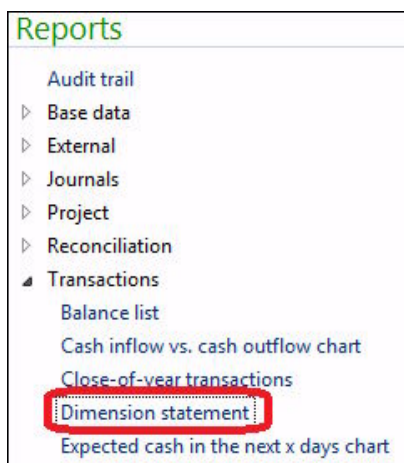 Reports
Audit trail
Base data
External
Journals
Project
Reconciliation
Transactions
Balance list
Cash inflow vs. cash outflow chart
Close-of-year transactions
Dimension statement
Expected cash in the next x days chart